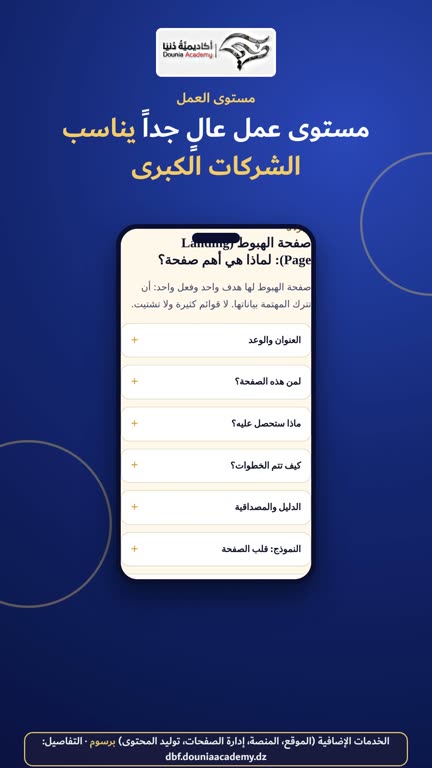 أكاديميّة دُنيا
Dounia Academy
مستوى العمل
مستوى عمل عالٍ جداً يناسب
الشركات الكبرى
صفحة الهبوط (Landing
Page): لماذا هي أهم صفحة؟
صفحة الهبوط لها هدف واحد وفعل واحد: أن
تترك المهتمة بياناتها. لا قوائم كثيرة ولا تشتيت.
العنوان والوعد +
لمن هذه الصفحة؟ +
ماذا ستحصل عليه؟ +
كيف تتم الخطوات؟ +
الدليل والمصداقية +
النموذج: قلب الصفحة +
الخدمات الإضافية (الموقع، المنصة، إدارة الصفحات، توليد المحتوى) برسوم · التفاصيل:
dbf.douniaacademy.dz